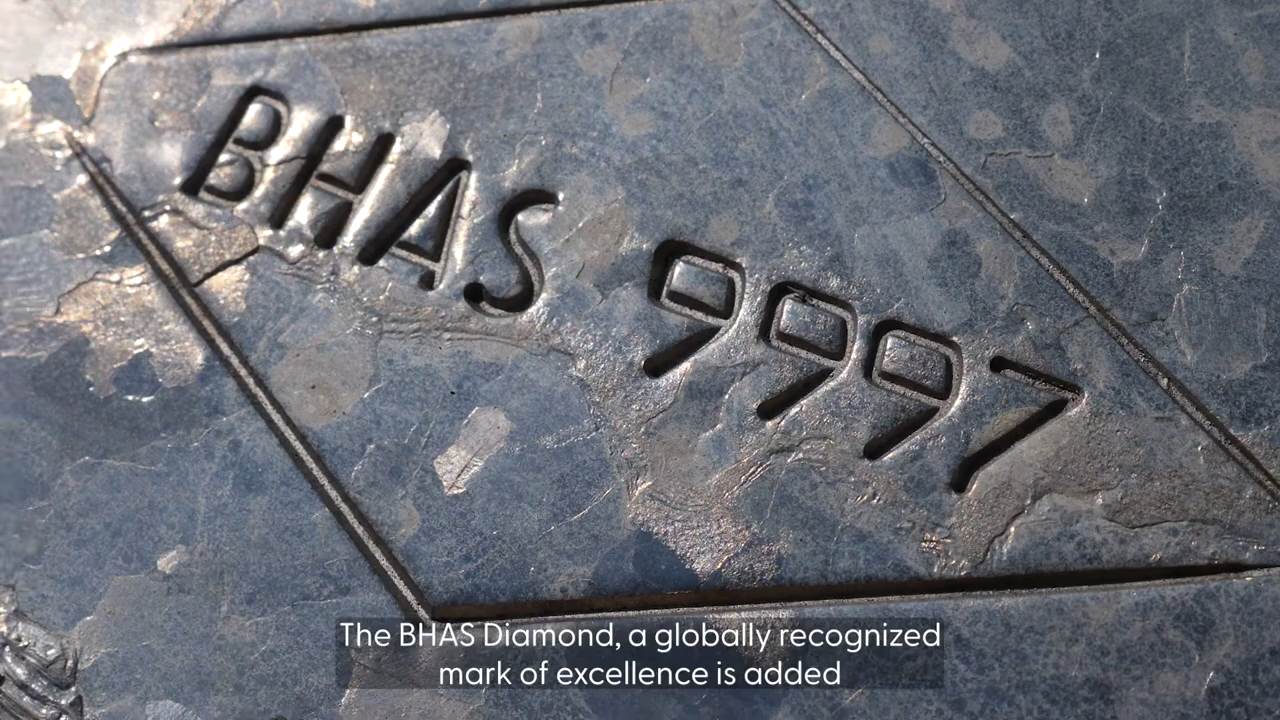 BHAS 9997
The BHAS Diamond, a globally recognized
mark of excellence is added